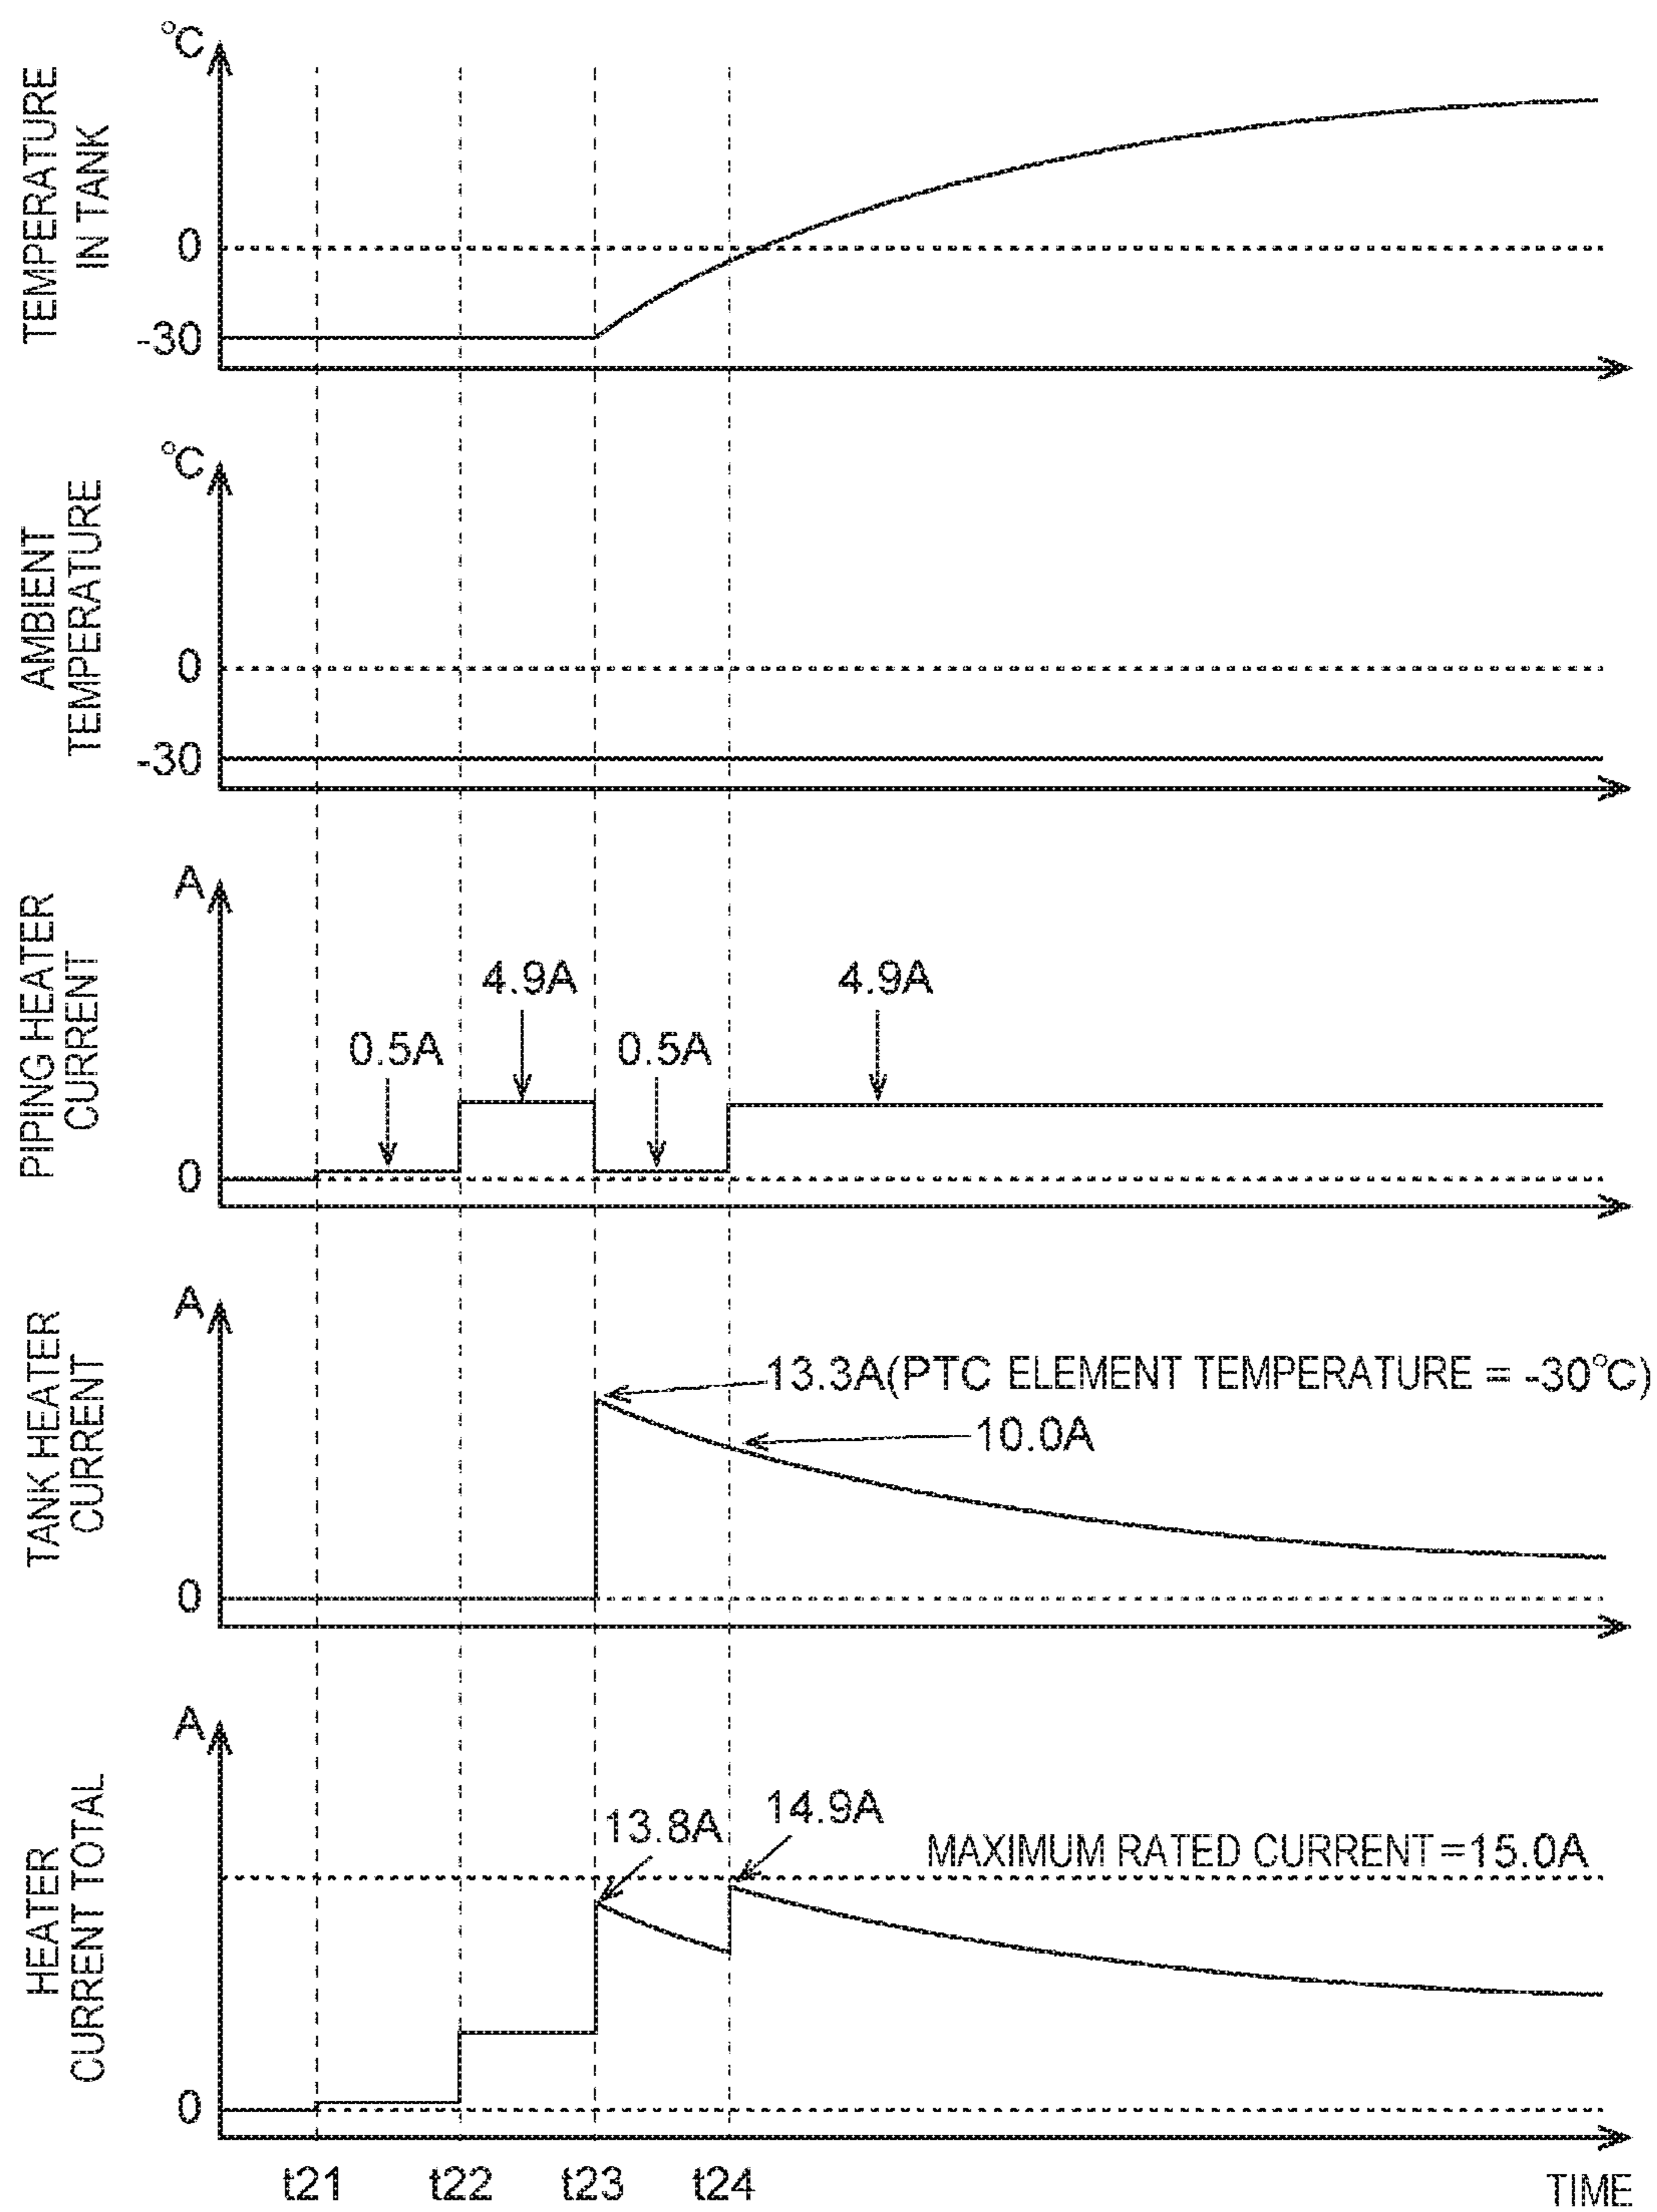 °C
TEMPERATURE
IN TANK
0
-30
°C
AMBIENT
TEMPERATURE
0
-30
A
PIPING HEATER
CURRENT
4.9A
4.9A
0.5A
0.5A
0
A
TANK HEATER
CURRENT
13.3A(PTC ELEMENT TEMPERATURE = -30°C)
10.0A
0
A
HEATER
CURRENT TOTAL
13.8A
14.9A
MAXIMUM RATED CURRENT=15.0A
0
t21 t22 t23 t24 TIME